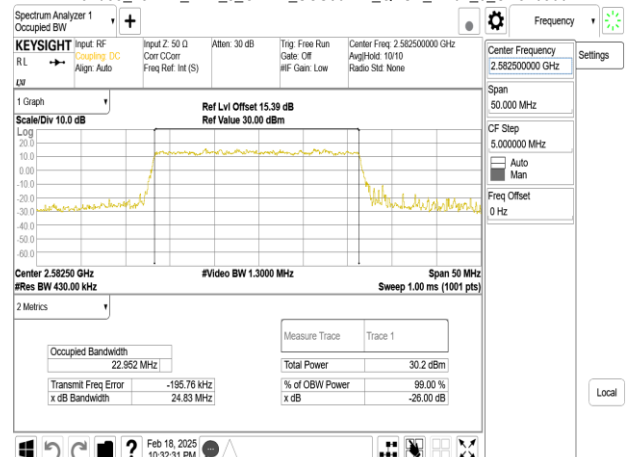 Spectrum Analyzer 1
Occupied BW
Frequency
KEYSIGHT
RL
LXI
Input: RF
Coupling: DC
Align: Auto
Input Z: 50 Ω
Corr CCorr
Freq Ref: Int (S)
Atten: 30 dB
Trig: Free Run
Gate: Off
#IF Gain: Low
Center Freq: 2.582500000 GHz
Avg|Hold: 10/10
Radio Std: None
Center Frequency
2.582500000 GHz
Settings
Span
50.000 MHz
CF Step
5.000000 MHz
Auto
Man
Freq Offset
0 Hz
Local
1 Graph
Scale/Div 10.0 dB
Ref Lvl Offset 15.39 dB
Ref Value 30.00 dBm
Log
20.0
10.0
0.00
-10.0
-20.0
-30.0
-40.0
-50.0
-60.0
Center 2.58250 GHz
#Video BW 1.3000 MHz
Span 50 MHz
#Res BW 430.00 kHz
Sweep 1.00 ms (1001 pts)
2 Metrics
Measure Trace Trace 1
Occupied Bandwidth
22.952 MHz
Total Power 30.2 dBm
Transmit Freq Error -195.76 kHz
% of OBW Power 99.00 %
x dB Bandwidth 24.83 MHz
x dB -26.00 dB
Feb 18, 2025
10:32:31 PM